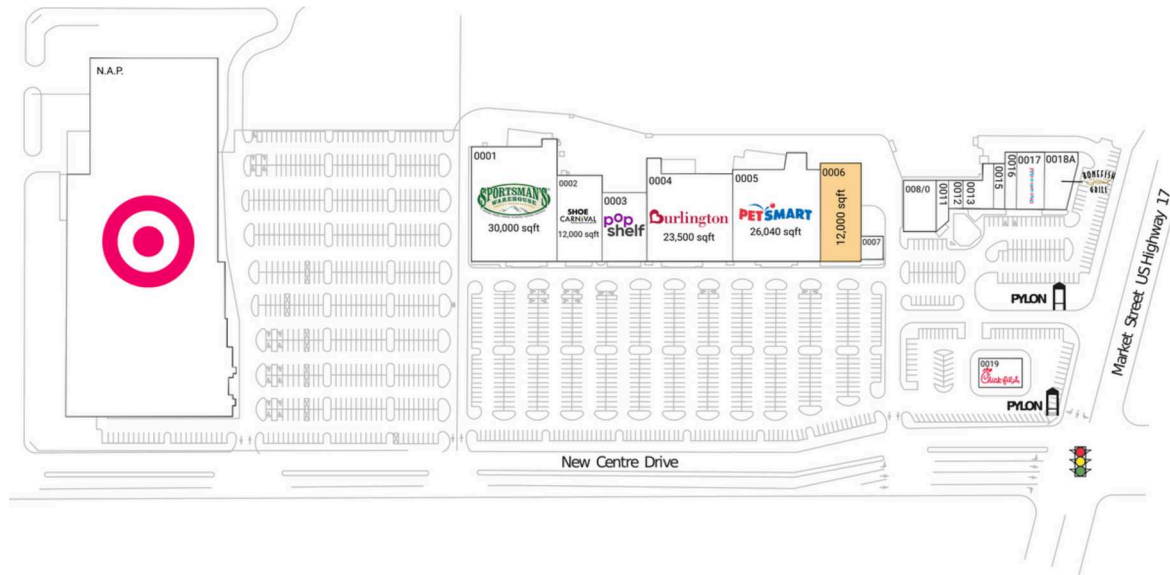 N.A.P.
0001
SPORTSMAN'S
WAREHOUSE
30,000 sqft
0002
SHOE
CARNIVAL
12,000 sqft
0003
pop
shelf
0004
Burlington
23,500 sqft
0005
PETSMART
26,040 sqft
0006
12,000 sqft
0007
008/0
0011
0012
0013
0015
0016
0017
0018A
BONEFISH
GRILL
PYLON
0019
Chick-fil-A
PYLON
Market Street US Highway 17
New Centre Drive